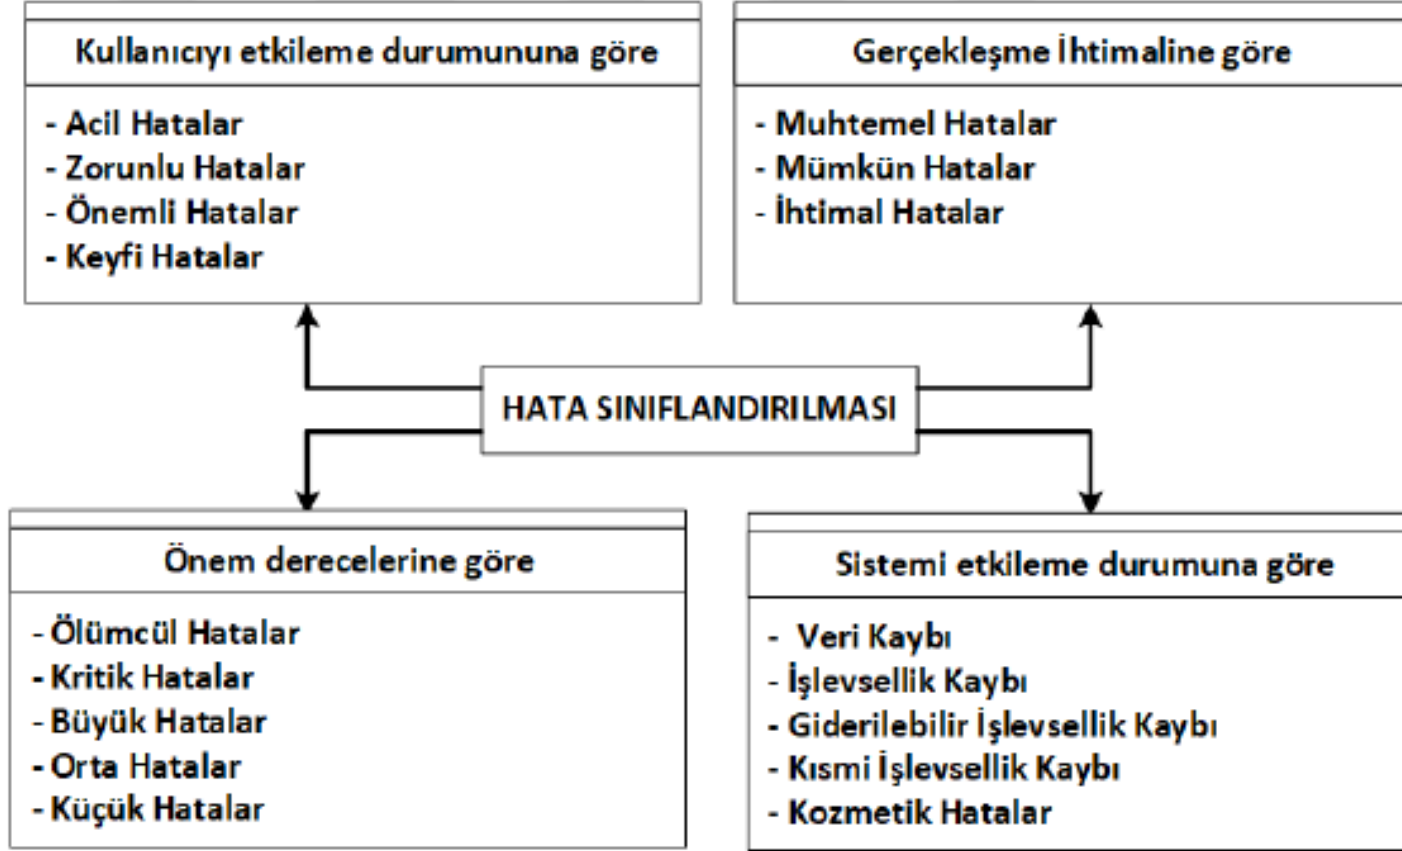 Kullanıcıyı etkileme durumununa göre
- Acil Hatalar
- Zorunlu Hatalar
- Önemli Hatalar
- Keyfi Hatalar
Gerçekleşme İhtimaline göre
- Muhtemel Hatalar
- Mümkün Hatalar
- İhtimal Hatalar
HATA SINIFLANDIRILMASI
Önem derecelerine göre
- Ölümcül Hatalar
- Kritik Hatalar
- Büyük Hatalar
- Orta Hatalar
- Küçük Hatalar
Sistemi etkileme durumuna göre
- Veri Kaybı
- İşlevsellik Kaybı
- Giderilebilir İşlevsellik Kaybı
- Kısmi İşlevsellik Kaybı
- Kozmetik Hatalar